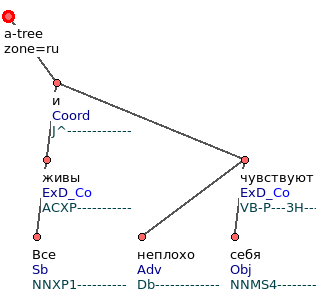 a-tree
zone=ru
и
Coord
J^------------
живы
ExD_Co
ACXP-----------
чувствуют
ExD_Co
VB-P---3H---
Все
Sb
NNXP1----------
неплохо
Adv
Db-------------
себя
Obj
NNMS4----------